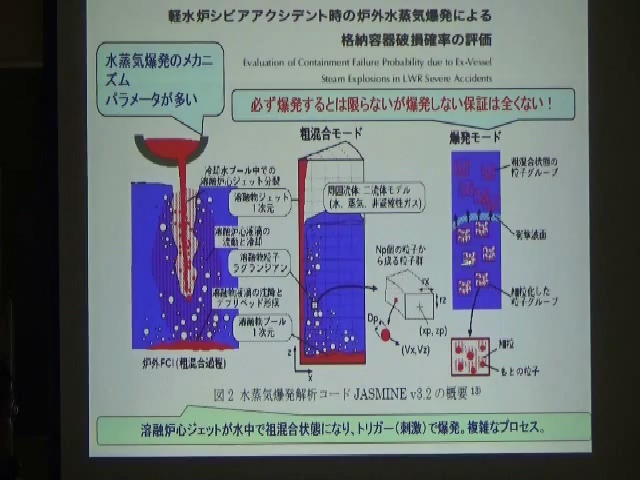 軽水炉シビアアクシデント時の炉外水蒸気爆発による
格納容器破損確率の評価
Evaluation of Containment Failure Probability due to Ex-Vessel
Steam Explosions in LWR Severe Accidents
水蒸気爆発のメカニ
ズム
パラメータが多い
必ず爆発するとは限らないが爆発しない保証は全くない！
粗混合モード
爆発モード
冷却水プール中での
溶融炉心ジェット分裂
溶融物ジェット
1次元
溶融炉心液滴の
流動と冷却
溶融物粒子
ラグランジアン
溶融物液滴の沈降と
デブリベッド形成
溶融物プール
1次元
炉外FCI(粗混合過程)
周囲流体:二流体モデル
(水、蒸気、非凝縮性ガス)
Np個の粒子か
ら成る粒子群
rx
rz
Dp
(xp, zp)
(Vx,Vz)
z
x
粗混合状態の
粒子グループ
衝撃波面
細粒化した
粒子グループ
細粒
もとの粒子
図 2 水蒸気爆発解析コード JASMINE v3.2 の概要 13)
溶融炉心ジェットが水中で祖混合状態になり、トリガー(刺激)で爆発。複雑なプロセス。